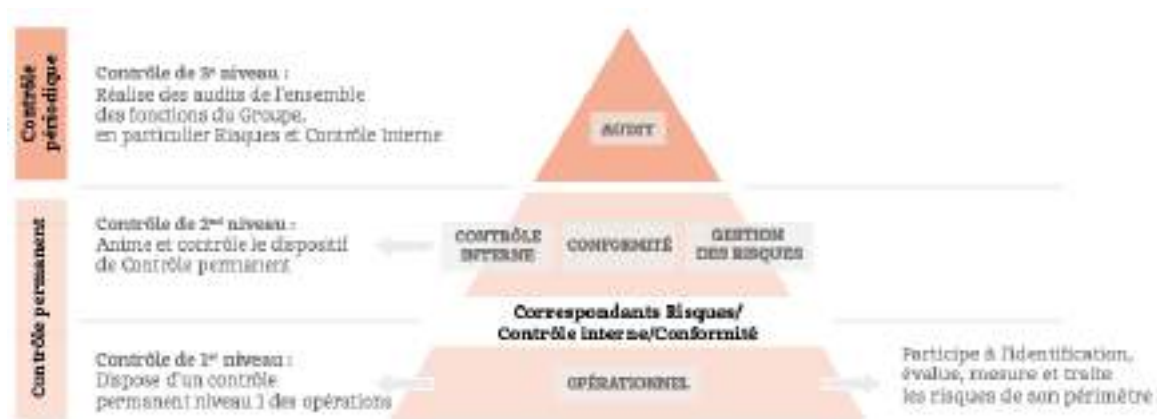 Contrôle
périodique
Contrôle de 3e niveau :
Réalise des audits de l'ensemble
des fonctions du Groupe,
en particulier Risques et Contrôle Interne
AUDIT
Contrôle permanent
Contrôle de 2nd niveau :
Anime et contrôle le dispositif
de Contrôle permanent
CONTRÔLE
INTERNE
CONFORMITÉ
GESTION
DES RISQUES
Correspondants Risques/
Contrôle interne/Conformité
Contrôle de 1er niveau :
Dispose d'un contrôle
permanent niveau 1 des opérations
OPÉRATIONNEL
Participe à l'identification,
évalue, mesure et traite
les risques de son périmètre